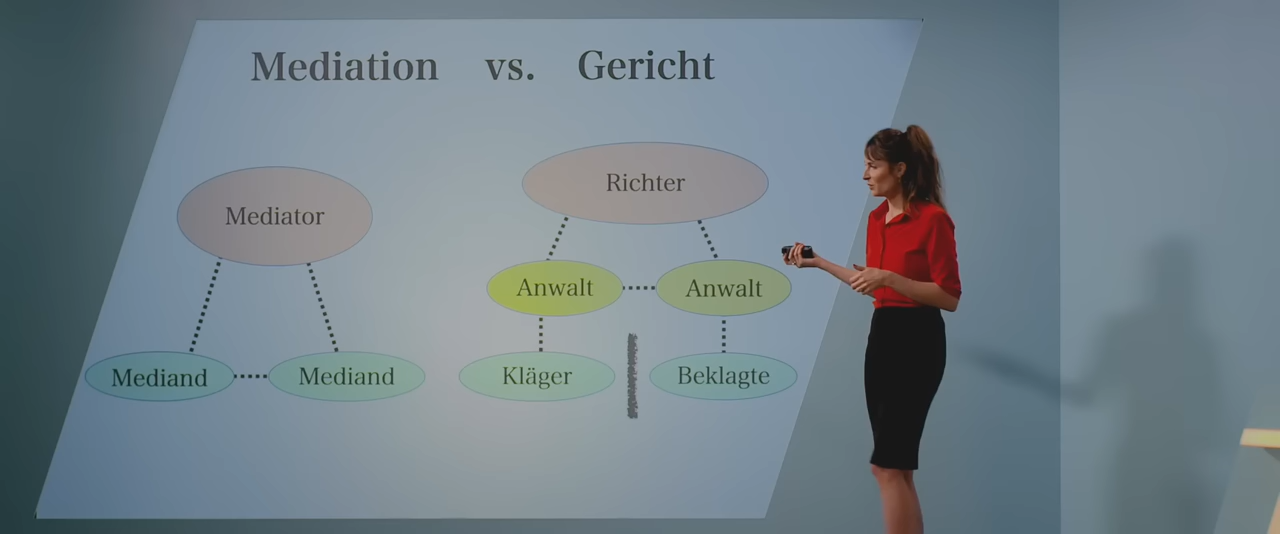 Mediation vs. Gericht
Mediator
Mediand
Mediand
Richter
Anwalt
Anwalt
Kläger
Beklagte